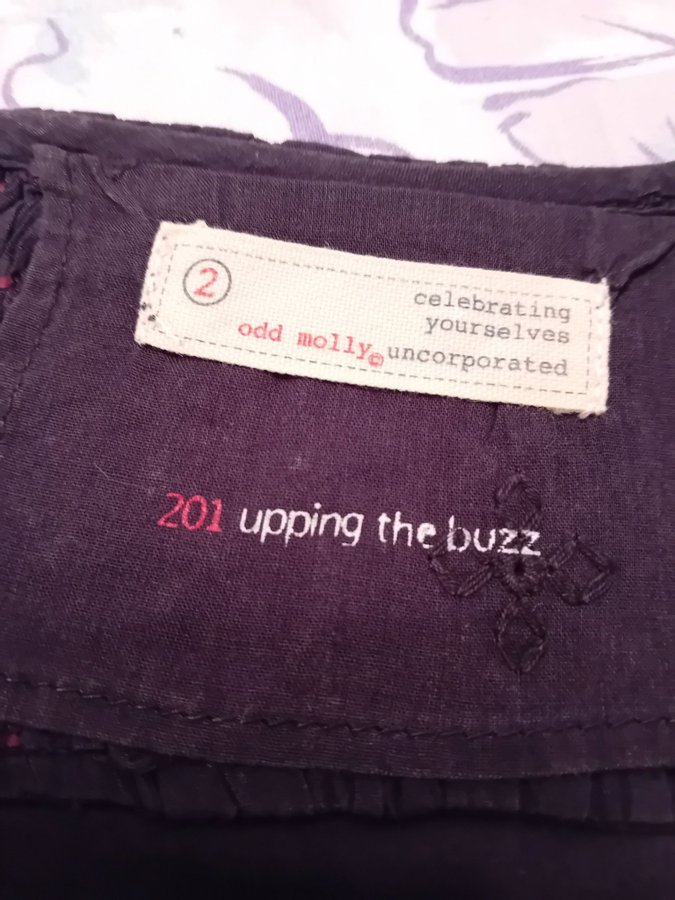 2
celebrating
yourselves
odd molly© uncorporated
201 upping the buzz